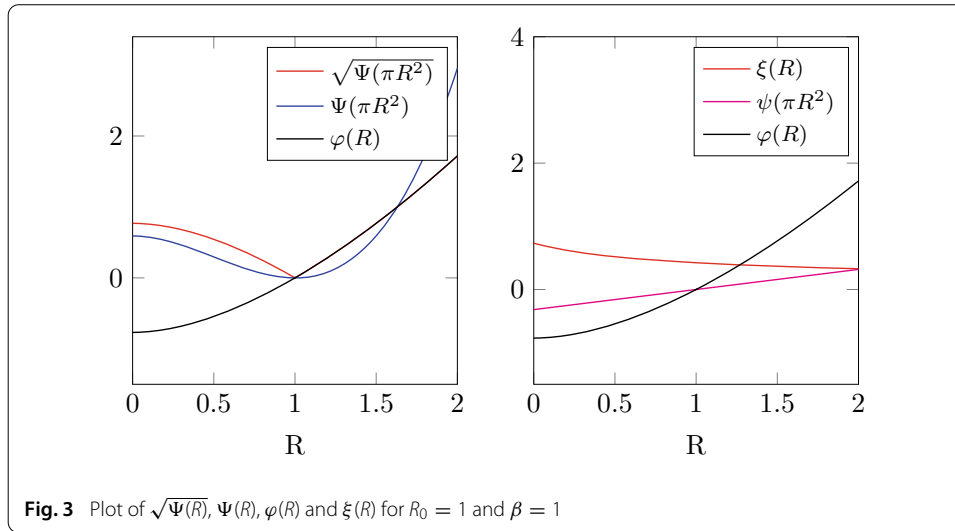 √Ψ(πR²)
Ψ(πR²)
φ(R)
2
0
0
0.5
1
1.5
2
R
ξ(R)
ψ(πR²)
φ(R)
4
2
0
0
0.5
1
1.5
2
R
Fig. 3 Plot of √Ψ(R), Ψ(R), φ(R) and ξ(R) for R₀ = 1 and β = 1